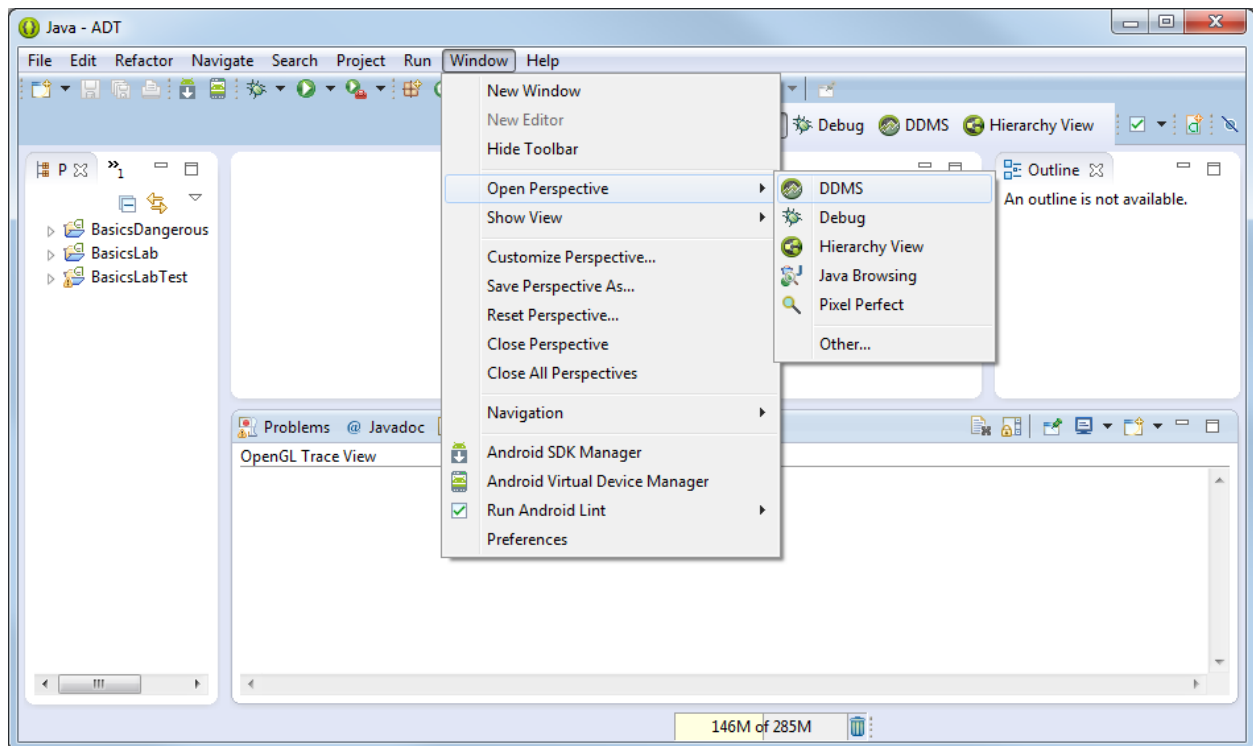 Java - ADT
File Edit Refactor Navigate Search Project Run Window Help
Debug DDMS Hierarchy View
P
»1
Outline
An outline is not available.
BasicsDangerous
BasicsLab
BasicsLabTest
New Window
New Editor
Hide Toolbar
Open Perspective
Show View
Customize Perspective...
Save Perspective As...
Reset Perspective...
Close Perspective
Close All Perspectives
Navigation
Android SDK Manager
Android Virtual Device Manager
Run Android Lint
Preferences
DDMS
Debug
Hierarchy View
Java Browsing
Pixel Perfect
Other...
Problems @ Javadoc
OpenGL Trace View
146M of 285M